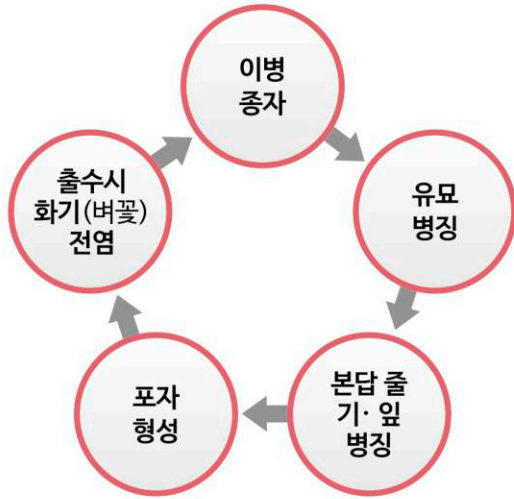 이병
종자
유묘
병징
본답 줄
기· 잎
병징
포자
형성
출수시
화기(벼꽃)
전염